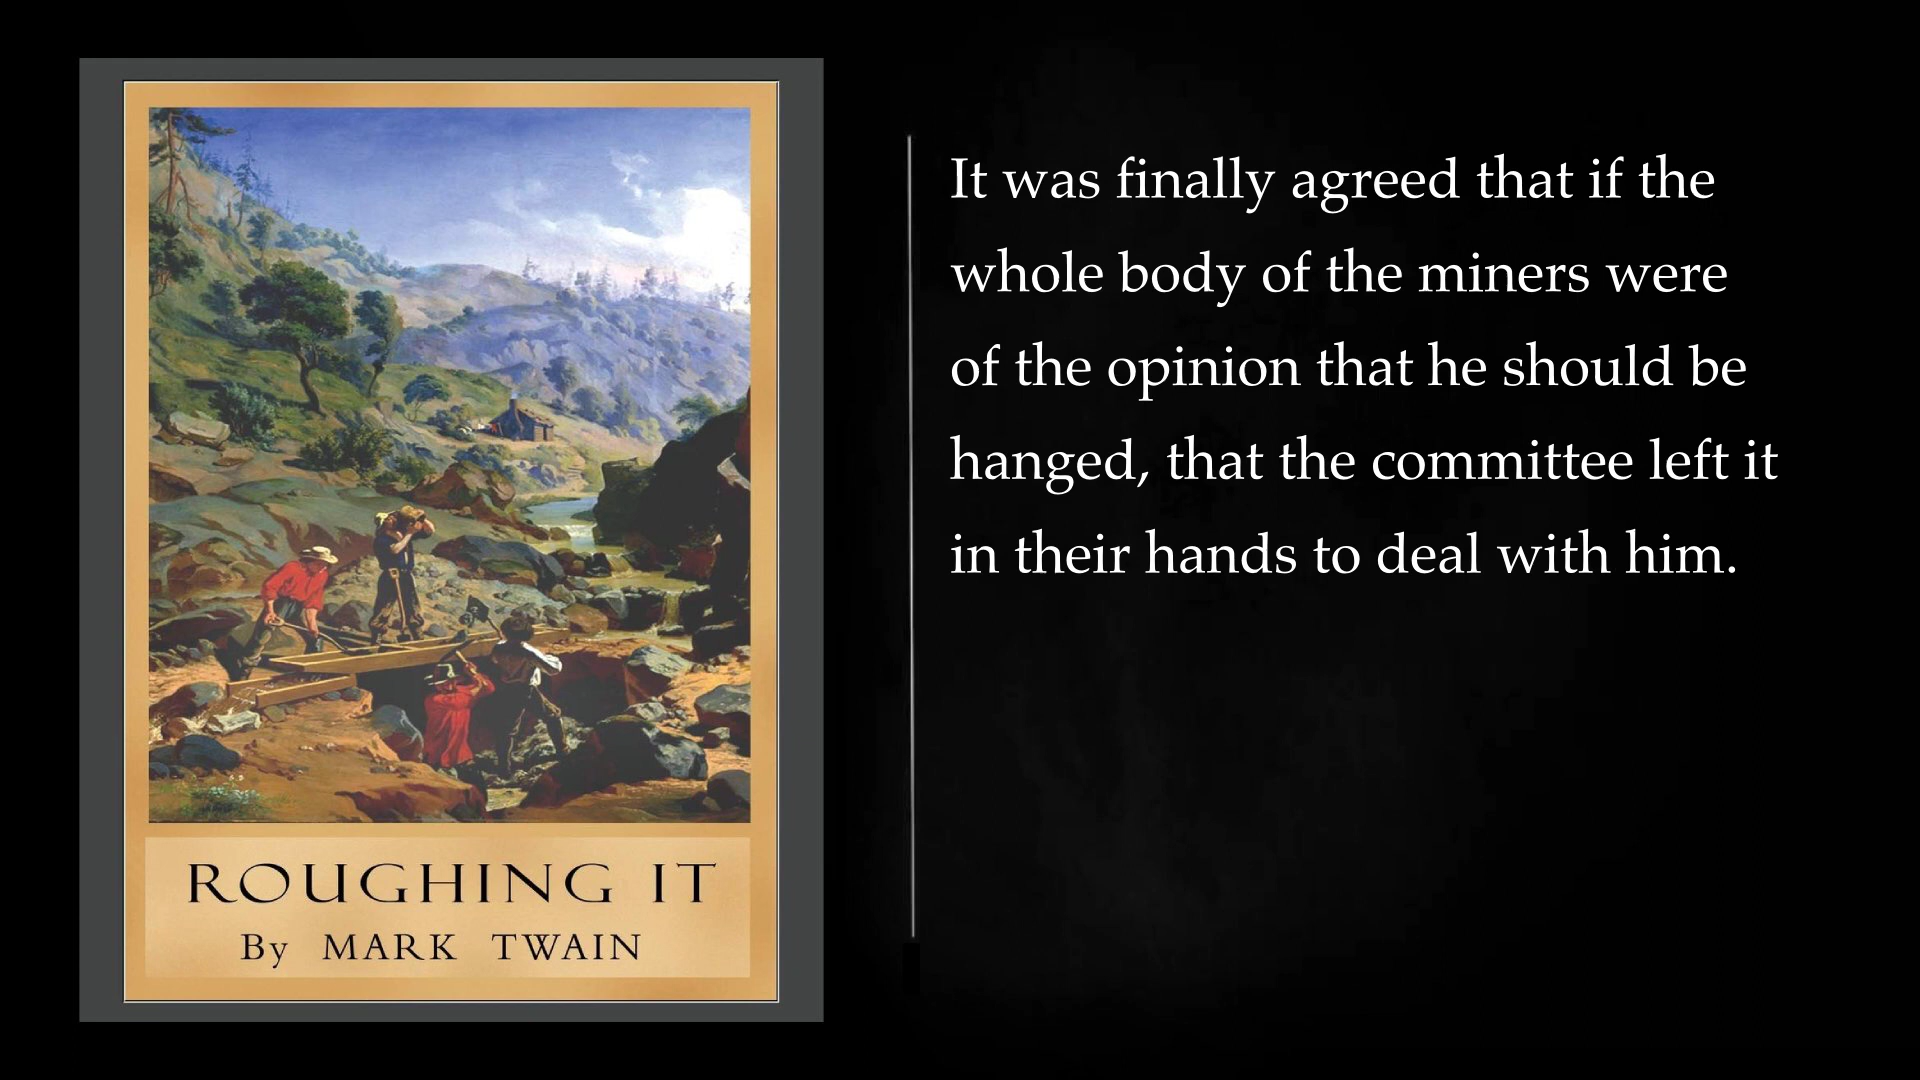 ROUGHING IT
By MARK TWAIN
It was finally agreed that if the
whole body of the miners were
of the opinion that he should be
hanged, that the committee left it
in their hands to deal with him.